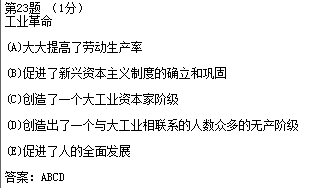 第23题 （1分）
工业革命
(A)大大提高了劳动生产率
(B)促进了新兴资本主义制度的确立和巩固
(C)创造了一个大工业资本家阶级
(D)创造出了一个与大工业相联系的人数众多的无产阶级
(E)促进了人的全面发展
答案：ABCD